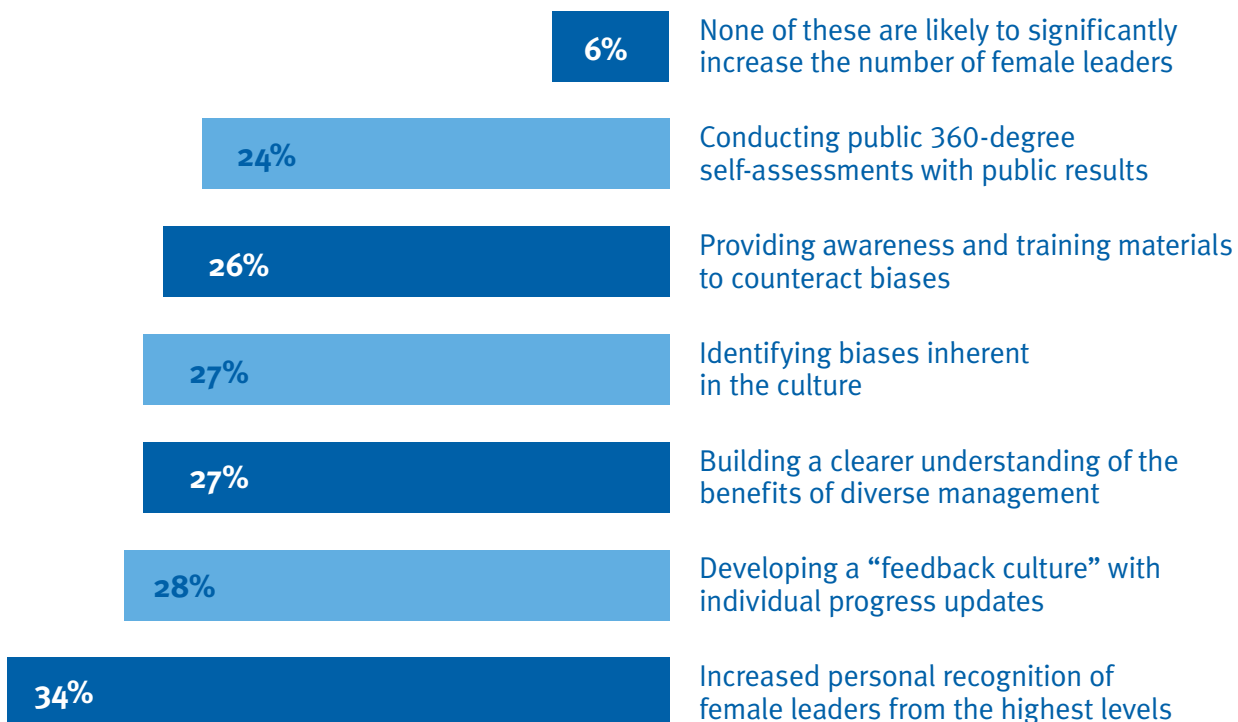 6%
None of these are likely to significantly
increase the number of female leaders
24%
Conducting public 360-degree
self-assessments with public results
26%
Providing awareness and training materials
to counteract biases
27%
Identifying biases inherent
in the culture
27%
Building a clearer understanding of the
benefits of diverse management
28%
Developing a “feedback culture” with
individual progress updates
34%
Increased personal recognition of
female leaders from the highest levels